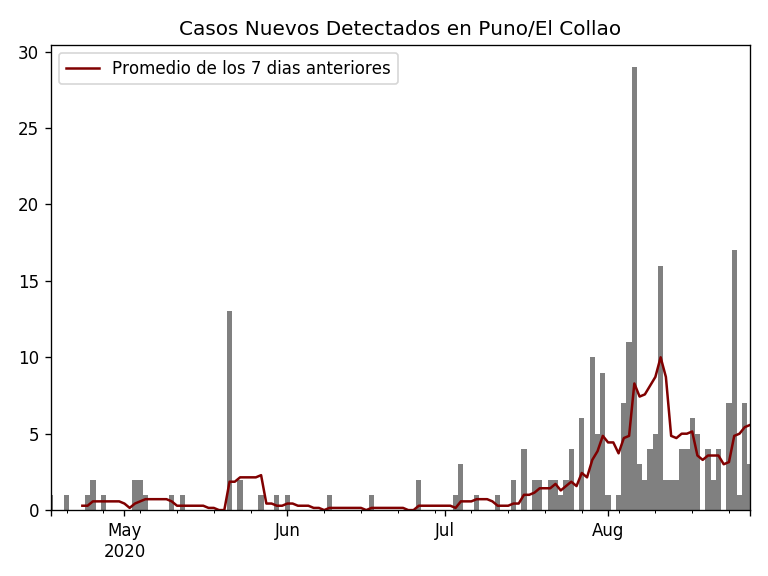 Casos Nuevos Detectados en Puno/El Collao
Promedio de los 7 dias anteriores
30
25
20
15
10
5
0
May
2020
Jun
Jul
Aug